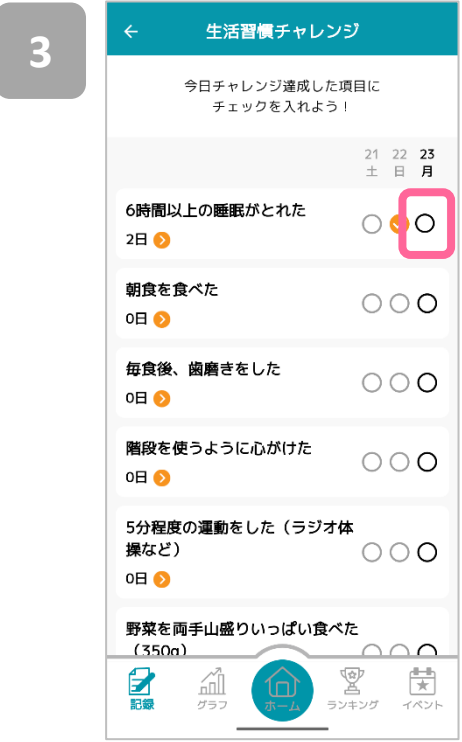 3
生活習慣チャレンジ
今日チャレンジ達成した項目に
チェックを入れよう!
21 22 23
土 日 月
6時間以上の睡眠がとれた
2日
朝食を食べた
0日
毎食後、歯磨きをした
0日
階段を使うように心がけた
0日
5分程度の運動をした(ラジオ体
操など)
0日
野菜を両手山盛りいっぱい食べた
(350g)
記録 グラフ ホーム ランキング イベント